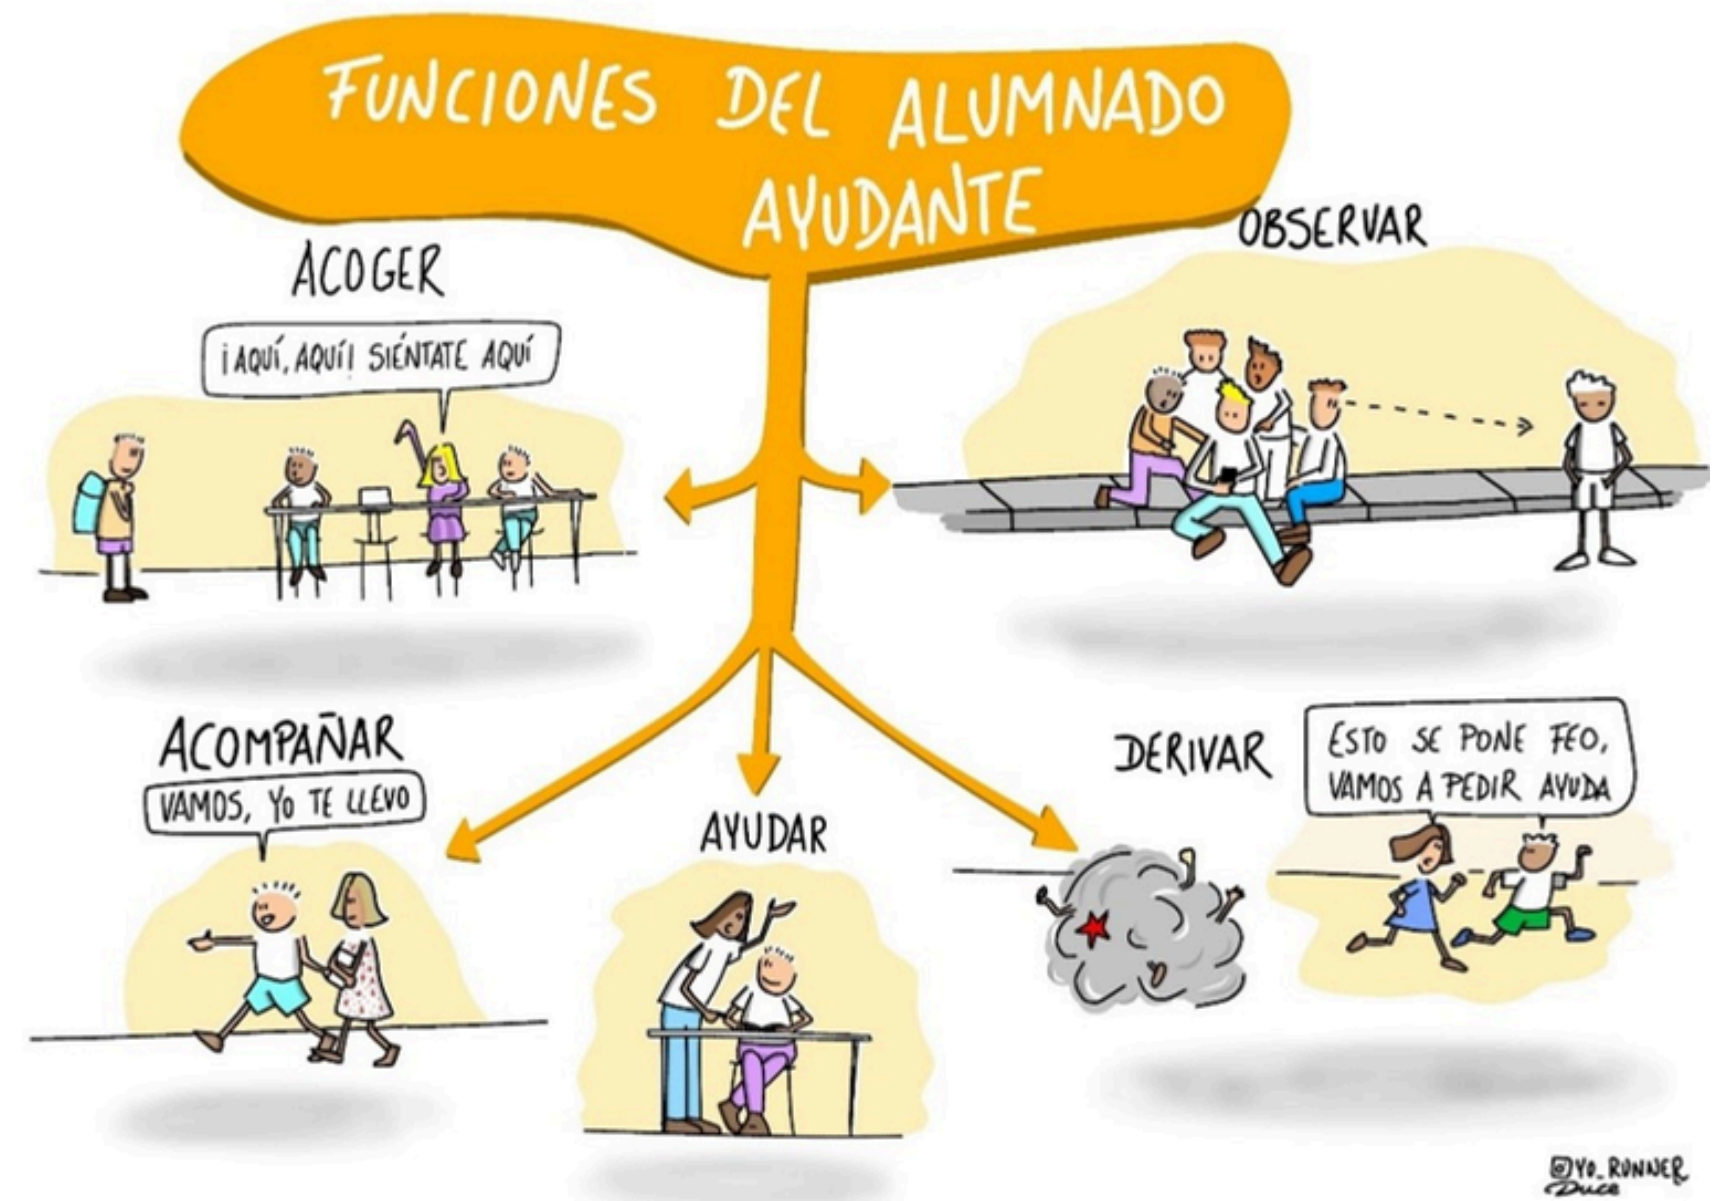 FUNCIONES DEL ALUMNADO
AYUDANTE
ACOGER
¡AQUÍ, AQUÍ! SIÉNTATE AQUÍ
OBSERVAR
ACOMPAÑAR
VAMOS, YO TE LLEVO
AYUDAR
DERIVAR
ESTO SE PONE FEO,
VAMOS A PEDIR AYUDA
@YO_RUNNER
Duce